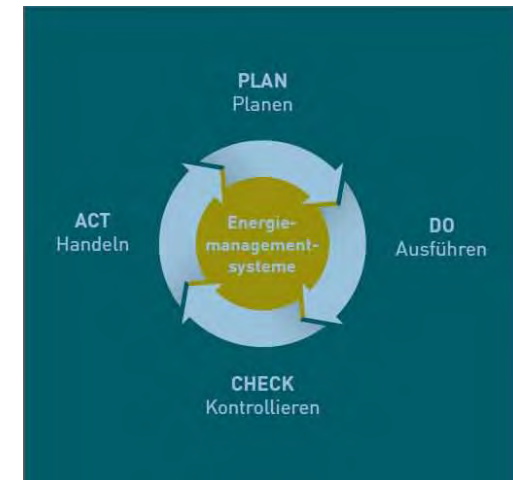 PLAN
Planen
ACT
Handeln
Energie-
management-
systeme
DO
Ausführen
CHECK
Kontrollieren